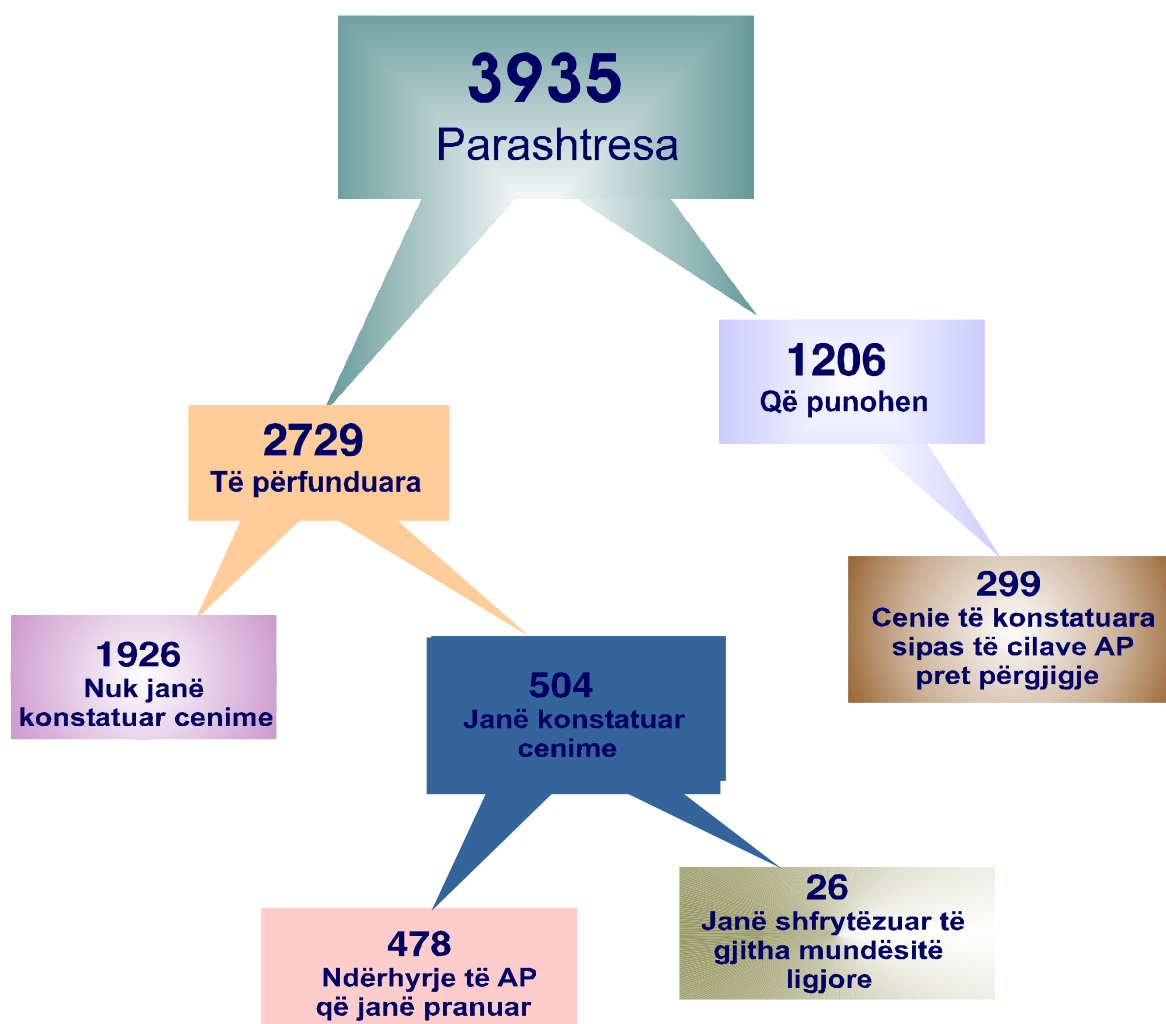 3935
Parashtresa
1206
Që punohen
2729
Të përfunduara
299
Cenie të konstatuara
sipas të cilave AP
pret përgjigje
1926
Nuk janë
konstatuar cenime
504
Janë konstatuar
cenime
26
Janë shfrytëzuar të
gjitha mundësitë
ligjore
478
Ndërhyrje të AP
që janë pranuar